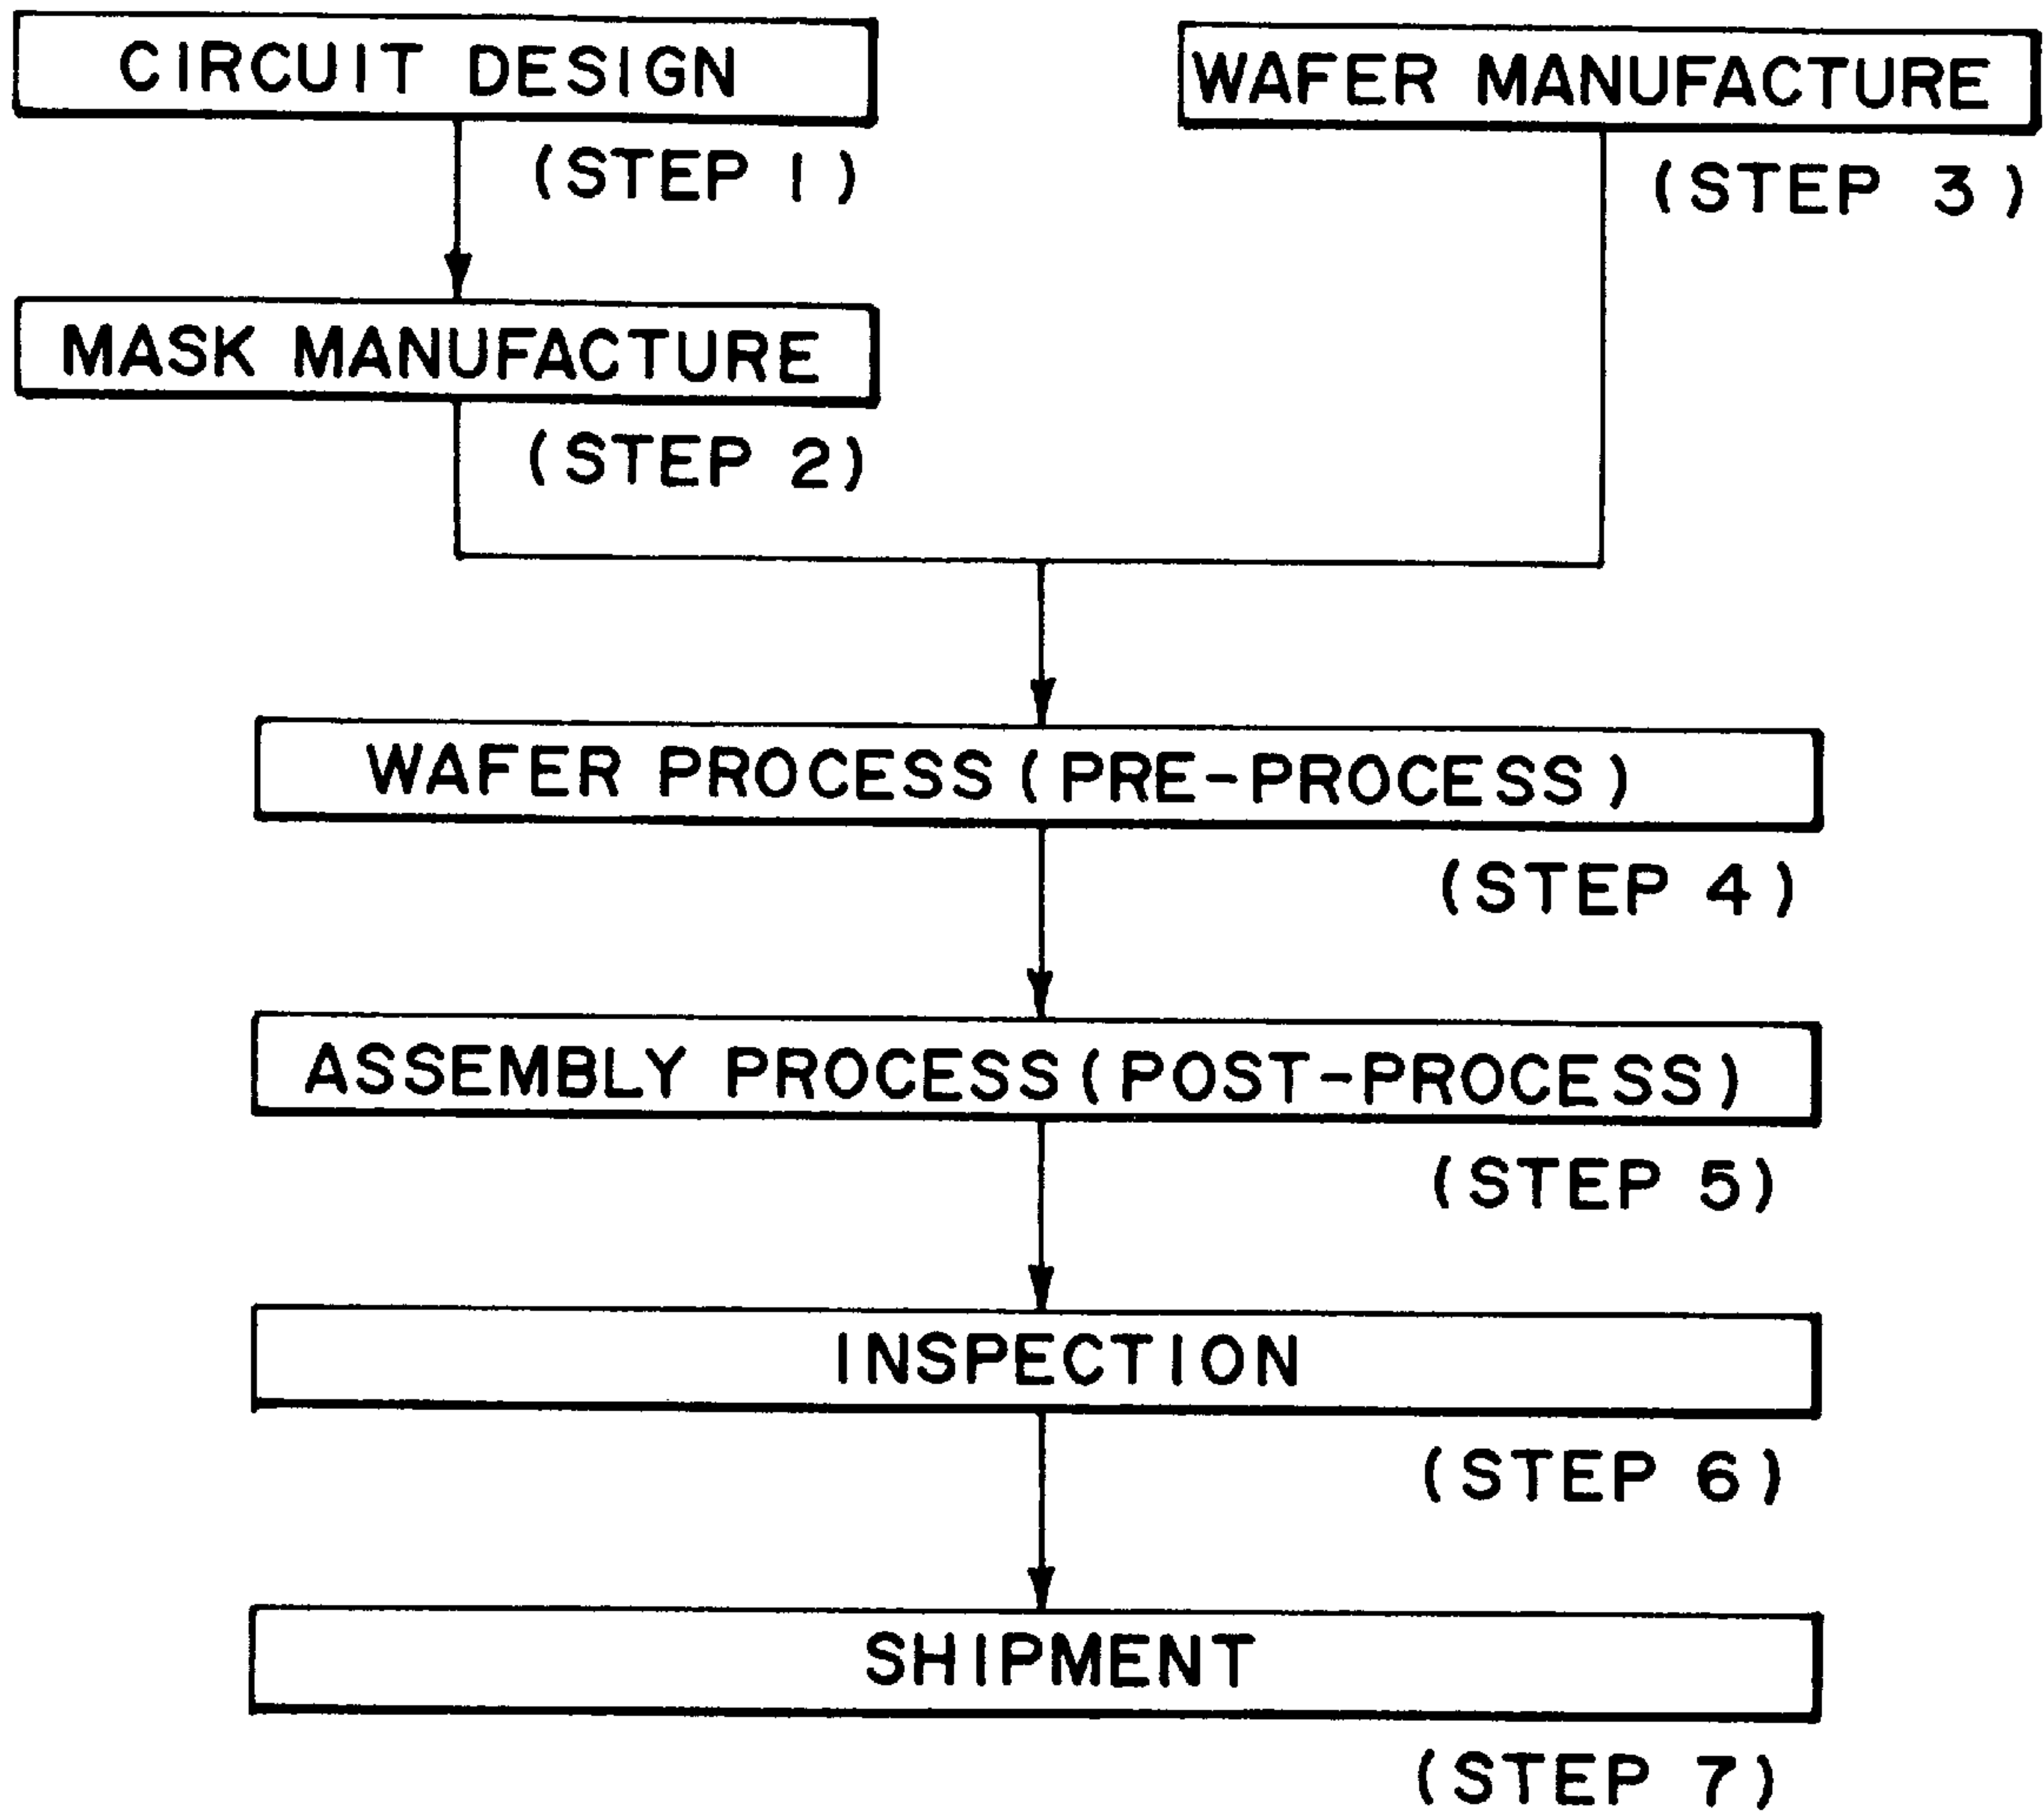 CIRCUIT DESIGN
(STEP 1)
WAFER MANUFACTURE
(STEP 3)
MASK MANUFACTURE
(STEP 2)
WAFER PROCESS (PRE-PROCESS)
(STEP 4)
ASSEMBLY PROCESS (POST-PROCESS)
(STEP 5)
INSPECTION
(STEP 6)
SHIPMENT
(STEP 7)